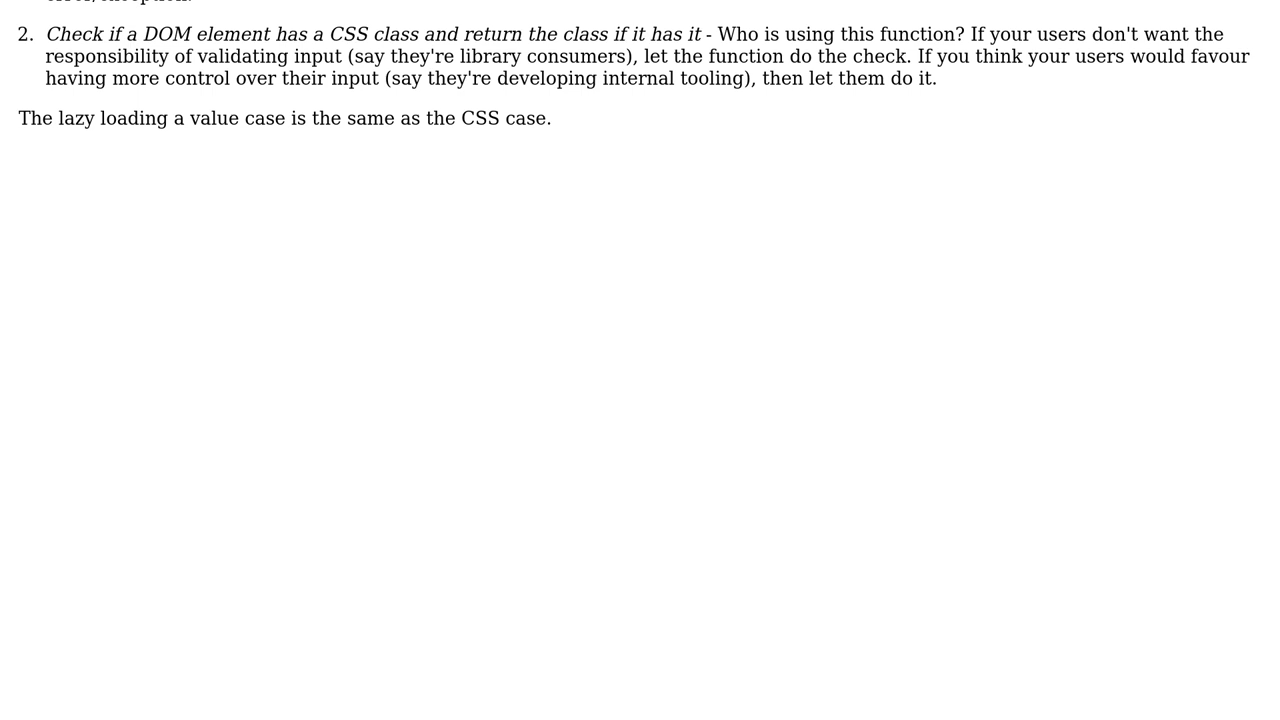 2. Check if a DOM element has a CSS class and return the class if it has it - Who is using this function? If your users don't want the
responsibility of validating input (say they're library consumers), let the function do the check. If you think your users would favour
having more control over their input (say they're developing internal tooling), then let them do it.
The lazy loading a value case is the same as the CSS case.